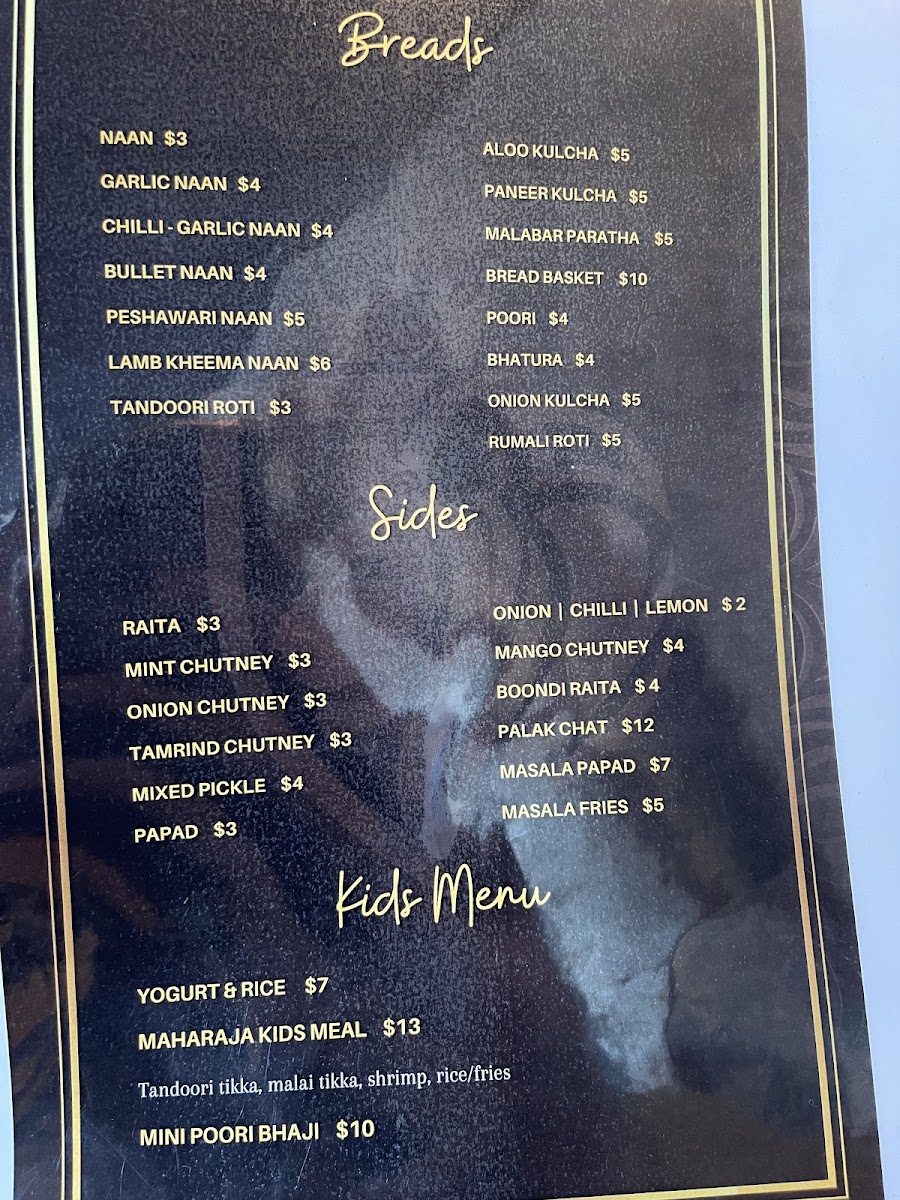 Breads
NAAN $3
GARLIC NAAN $4
CHILLI - GARLIC NAAN $4
BULLET NAAN $4
PESHAWARI NAAN $5
LAMB KHEEMA NAAN $6
TANDOORI ROTI $3
ALOO KULCHA $5
PANEER KULCHA $5
MALABAR PARATHA $5
BREAD BASKET $10
POORI $4
BHATURA $4
ONION KULCHA $5
RUMALI ROTI $5
Sides
RAITA $3
MINT CHUTNEY $3
ONION CHUTNEY $3
TAMRIND CHUTNEY $3
MIXED PICKLE $4
PAPAD $3
ONION | CHILLI | LEMON $2
MANGO CHUTNEY $4
BOONDI RAITA $4
PALAK CHAT $12
MASALA PAPAD $7
MASALA FRIES $5
Kids Menu
YOGURT & RICE $7
MAHARAJA KIDS MEAL $13
Tandoori tikka, malai tikka, shrimp, rice/fries
MINI POORI BHAJI $10